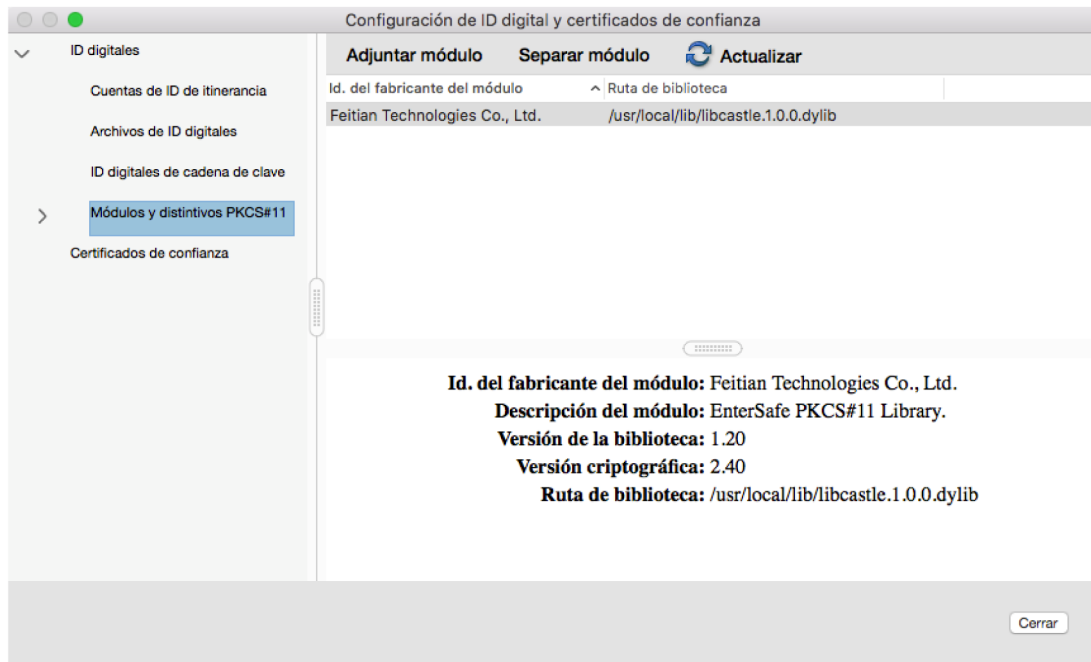 Configuración de ID digital y certificados de confianza
ID digitales
Cuentas de ID de itinerancia
Archivos de ID digitales
ID digitales de cadena de clave
Módulos y distintivos PKCS#11
Certificados de confianza
Adjuntar módulo Separar módulo Actualizar
Id. del fabricante del módulo Ruta de biblioteca
Feitian Technologies Co., Ltd. /usr/local/lib/libcastle.1.0.0.dylib
Id. del fabricante del módulo: Feitian Technologies Co., Ltd.
Descripción del módulo: EnterSafe PKCS#11 Library.
Versión de la biblioteca: 1.20
Versión criptográfica: 2.40
Ruta de biblioteca: /usr/local/lib/libcastle.1.0.0.dylib
Cerrar